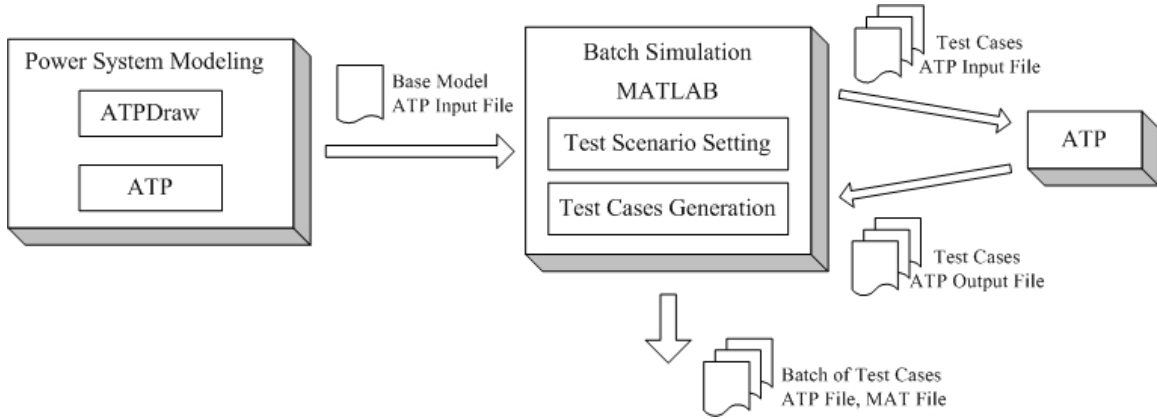 Power System Modeling
ATPDraw
ATP
Base Model
ATP Input File
Batch Simulation
MATLAB
Test Scenario Setting
Test Cases Generation
Test Cases
ATP Input File
ATP
Test Cases
ATP Output File
Batch of Test Cases
ATP File, MAT File